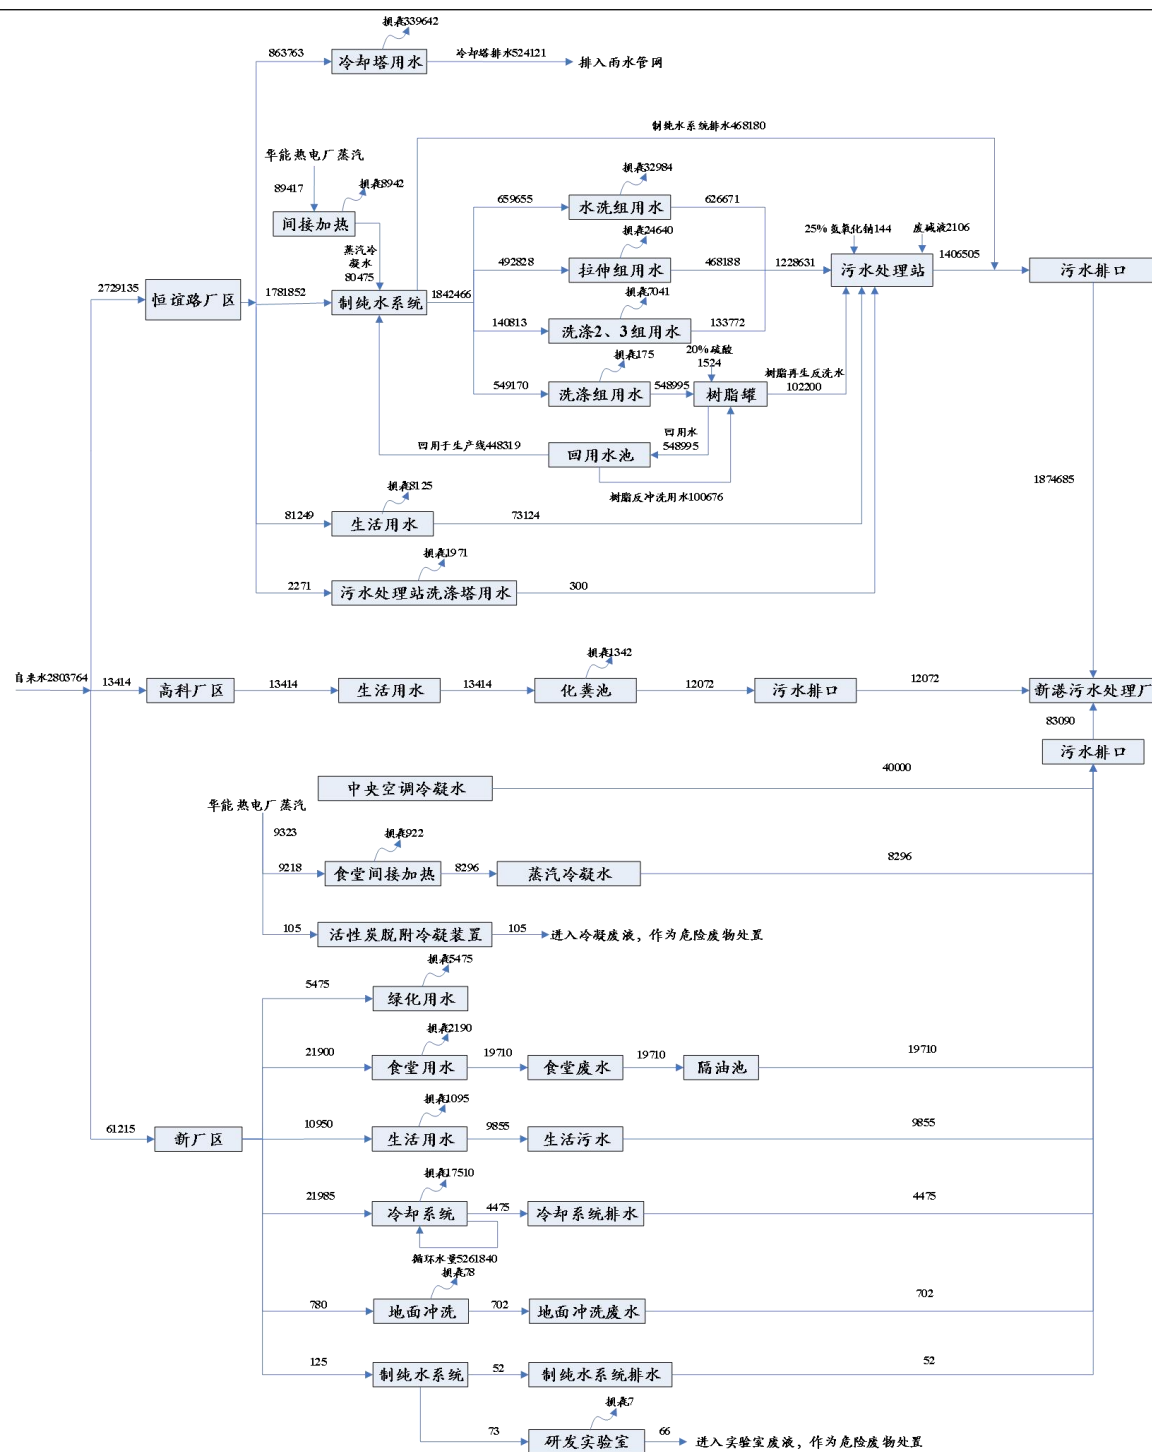 损耗339642
863763
冷却塔用水
冷却塔排水524121
排入雨水管网
制纯水系统排水468180
华能热电厂蒸汽
89417
损耗8942
间接加热
蒸汽冷
凝水
80475
损耗32984
659655
水洗组用水
626671
损耗24640
492828
拉伸组用水
468188
1228631
25%氢氧化钠144
废碱液2106
污水处理站
1406505
污水排口
2729135
恒谊路厂区
1781852
制纯水系统
1842466
损耗7041
140813
洗涤2、3组用水
133772
损耗175
549170
洗涤组用水
548995
20%硫酸
1524
树脂罐
树脂再生反洗水
102200
回用于生产线448319
回用水池
回用水
548995
树脂反冲洗用水100676
1874685
损耗8125
81249
生活用水
73124
损耗1971
2271
污水处理站洗涤塔用水
300
自来水2803764
13414
高科厂区
13414
生活用水
13414
损耗1342
化粪池
12072
污水排口
12072
新港污水处理厂
83090
污水排口
中央空调冷凝水
40000
华能热电厂蒸汽
9323
损耗922
9218
食堂间接加热
8296
蒸汽冷凝水
8296
105
活性炭脱附冷凝装置
105
进入冷凝废液，作为危险废物处置
损耗5475
5475
绿化用水
损耗2190
21900
食堂用水
19710
食堂废水
19710
隔油池
19710
61215
新厂区
损耗1095
10950
生活用水
9855
生活污水
9855
损耗17510
21985
冷却系统
4475
冷却系统排水
4475
循环水量5261840
损耗78
780
地面冲洗
702
地面冲洗废水
702
125
制纯水系统
52
制纯水系统排水
52
损耗7
73
研发实验室
66
进入实验室废液，作为危险废物处置